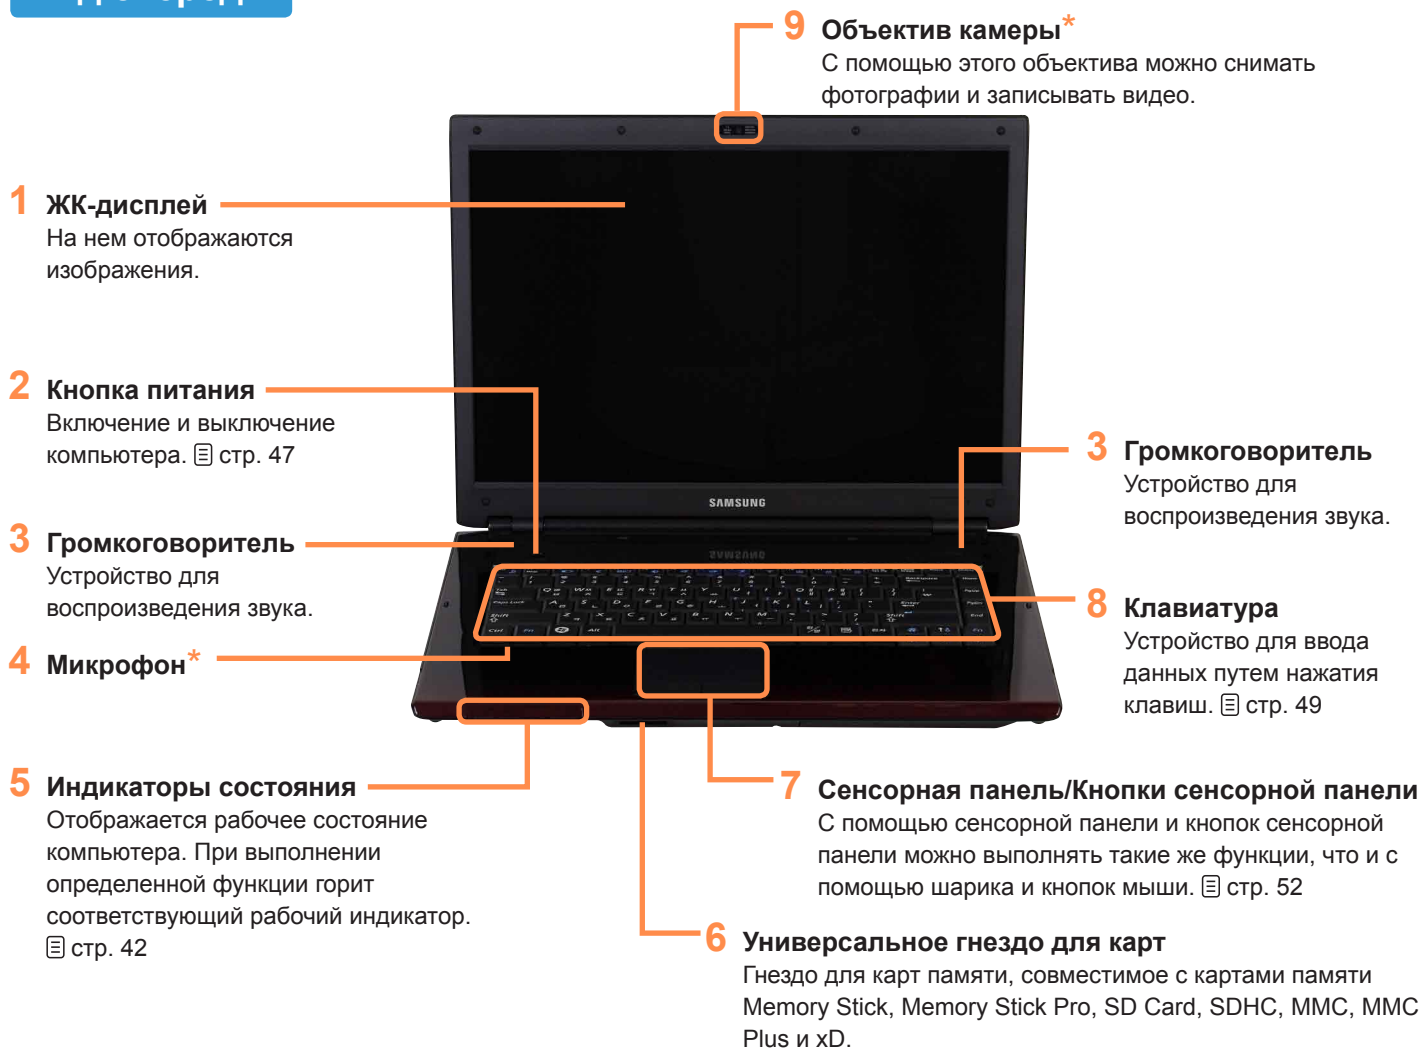 9 Объектив камеры*
С помощью этого объектива можно снимать
фотографии и записывать видео.
1 ЖК-дисплей
На нем отображаются
изображения.
2 Кнопка питания
Включение и выключение
компьютера. стр. 47
3 Громкоговоритель
Устройство для
воспроизведения звука.
SAMSUNG
3 Громкоговоритель
Устройство для
воспроизведения звука.
4 Микрофон*
8 Клавиатура
Устройство для ввода
данных путем нажатия
клавиш. стр. 49
5 Индикаторы состояния
Отображается рабочее состояние
компьютера. При выполнении
определенной функции горит
соответствующий рабочий индикатор.
стр. 42
7 Сенсорная панель/Кнопки сенсорной панели
С помощью сенсорной панели и кнопок сенсорной
панели можно выполнять такие же функции, что и с
помощью шарика и кнопок мыши. стр. 52
6 Универсальное гнездо для карт
Гнездо для карт памяти, совместимое с картами памяти
Memory Stick, Memory Stick Pro, SD Card, SDHC, MMC, MMC
Plus и xD.